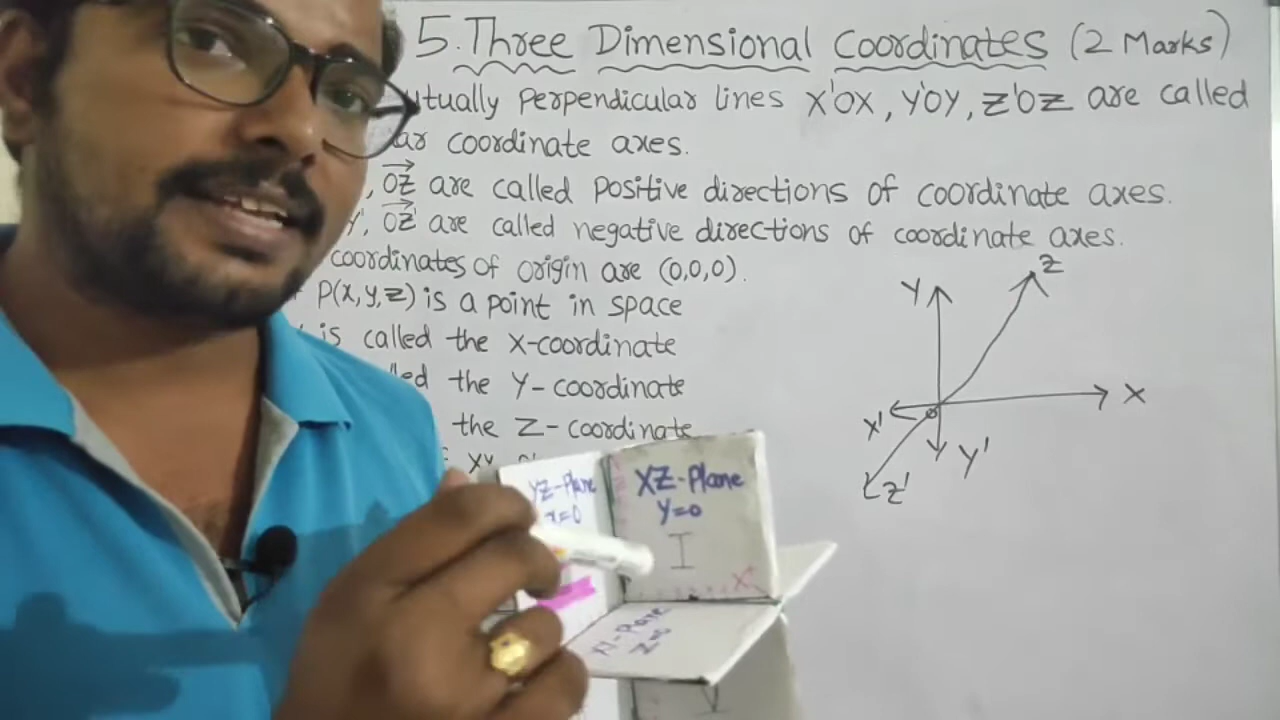 5. Three Dimensional Coordinates (2 Marks)
perpendicular lines X'OX, Y'OY, Z'OZ are called
coordinate axes.
OZ are called positive directions of coordinate axes.
OZ' are called negative directions of coordinate axes.
coordinates of origin are (0,0,0).
P(x,y,z) is a point in space
is called the X-coordinate
the Y-coordinate
the Z-coordinate
XY
Y
Z
X
X'
Y'
Z'
YZ-Plane
x=0
XZ-Plane
Y=0
I
X
XY-Plane
Z=0